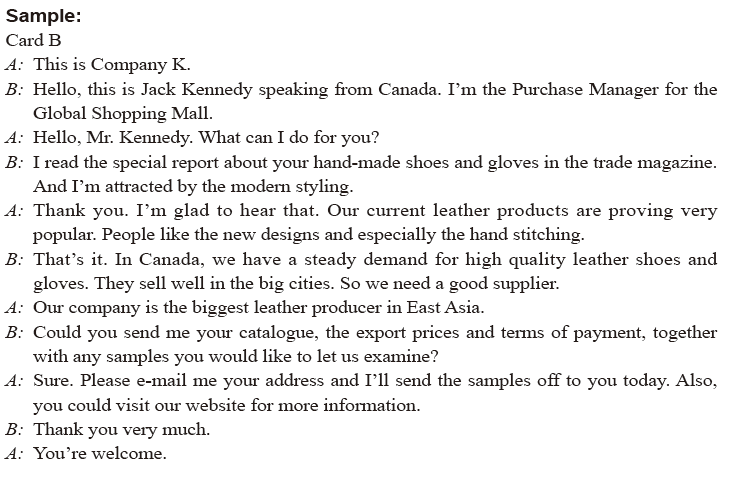 Sample:
Card B
A: This is Company K.
B: Hello, this is Jack Kennedy speaking from Canada. I’m the Purchase Manager for the
Global Shopping Mall.
A: Hello, Mr. Kennedy. What can I do for you?
B: I read the special report about your hand-made shoes and gloves in the trade magazine.
And I’m attracted by the modern styling.
A: Thank you. I’m glad to hear that. Our current leather products are proving very
popular. People like the new designs and especially the hand stitching.
B: That’s it. In Canada, we have a steady demand for high quality leather shoes and
gloves. They sell well in the big cities. So we need a good supplier.
A: Our company is the biggest leather producer in East Asia.
B: Could you send me your catalogue, the export prices and terms of payment, together
with any samples you would like to let us examine?
A: Sure. Please e-mail me your address and I’ll send the samples off to you today. Also,
you could visit our website for more information.
B: Thank you very much.
A: You’re welcome.